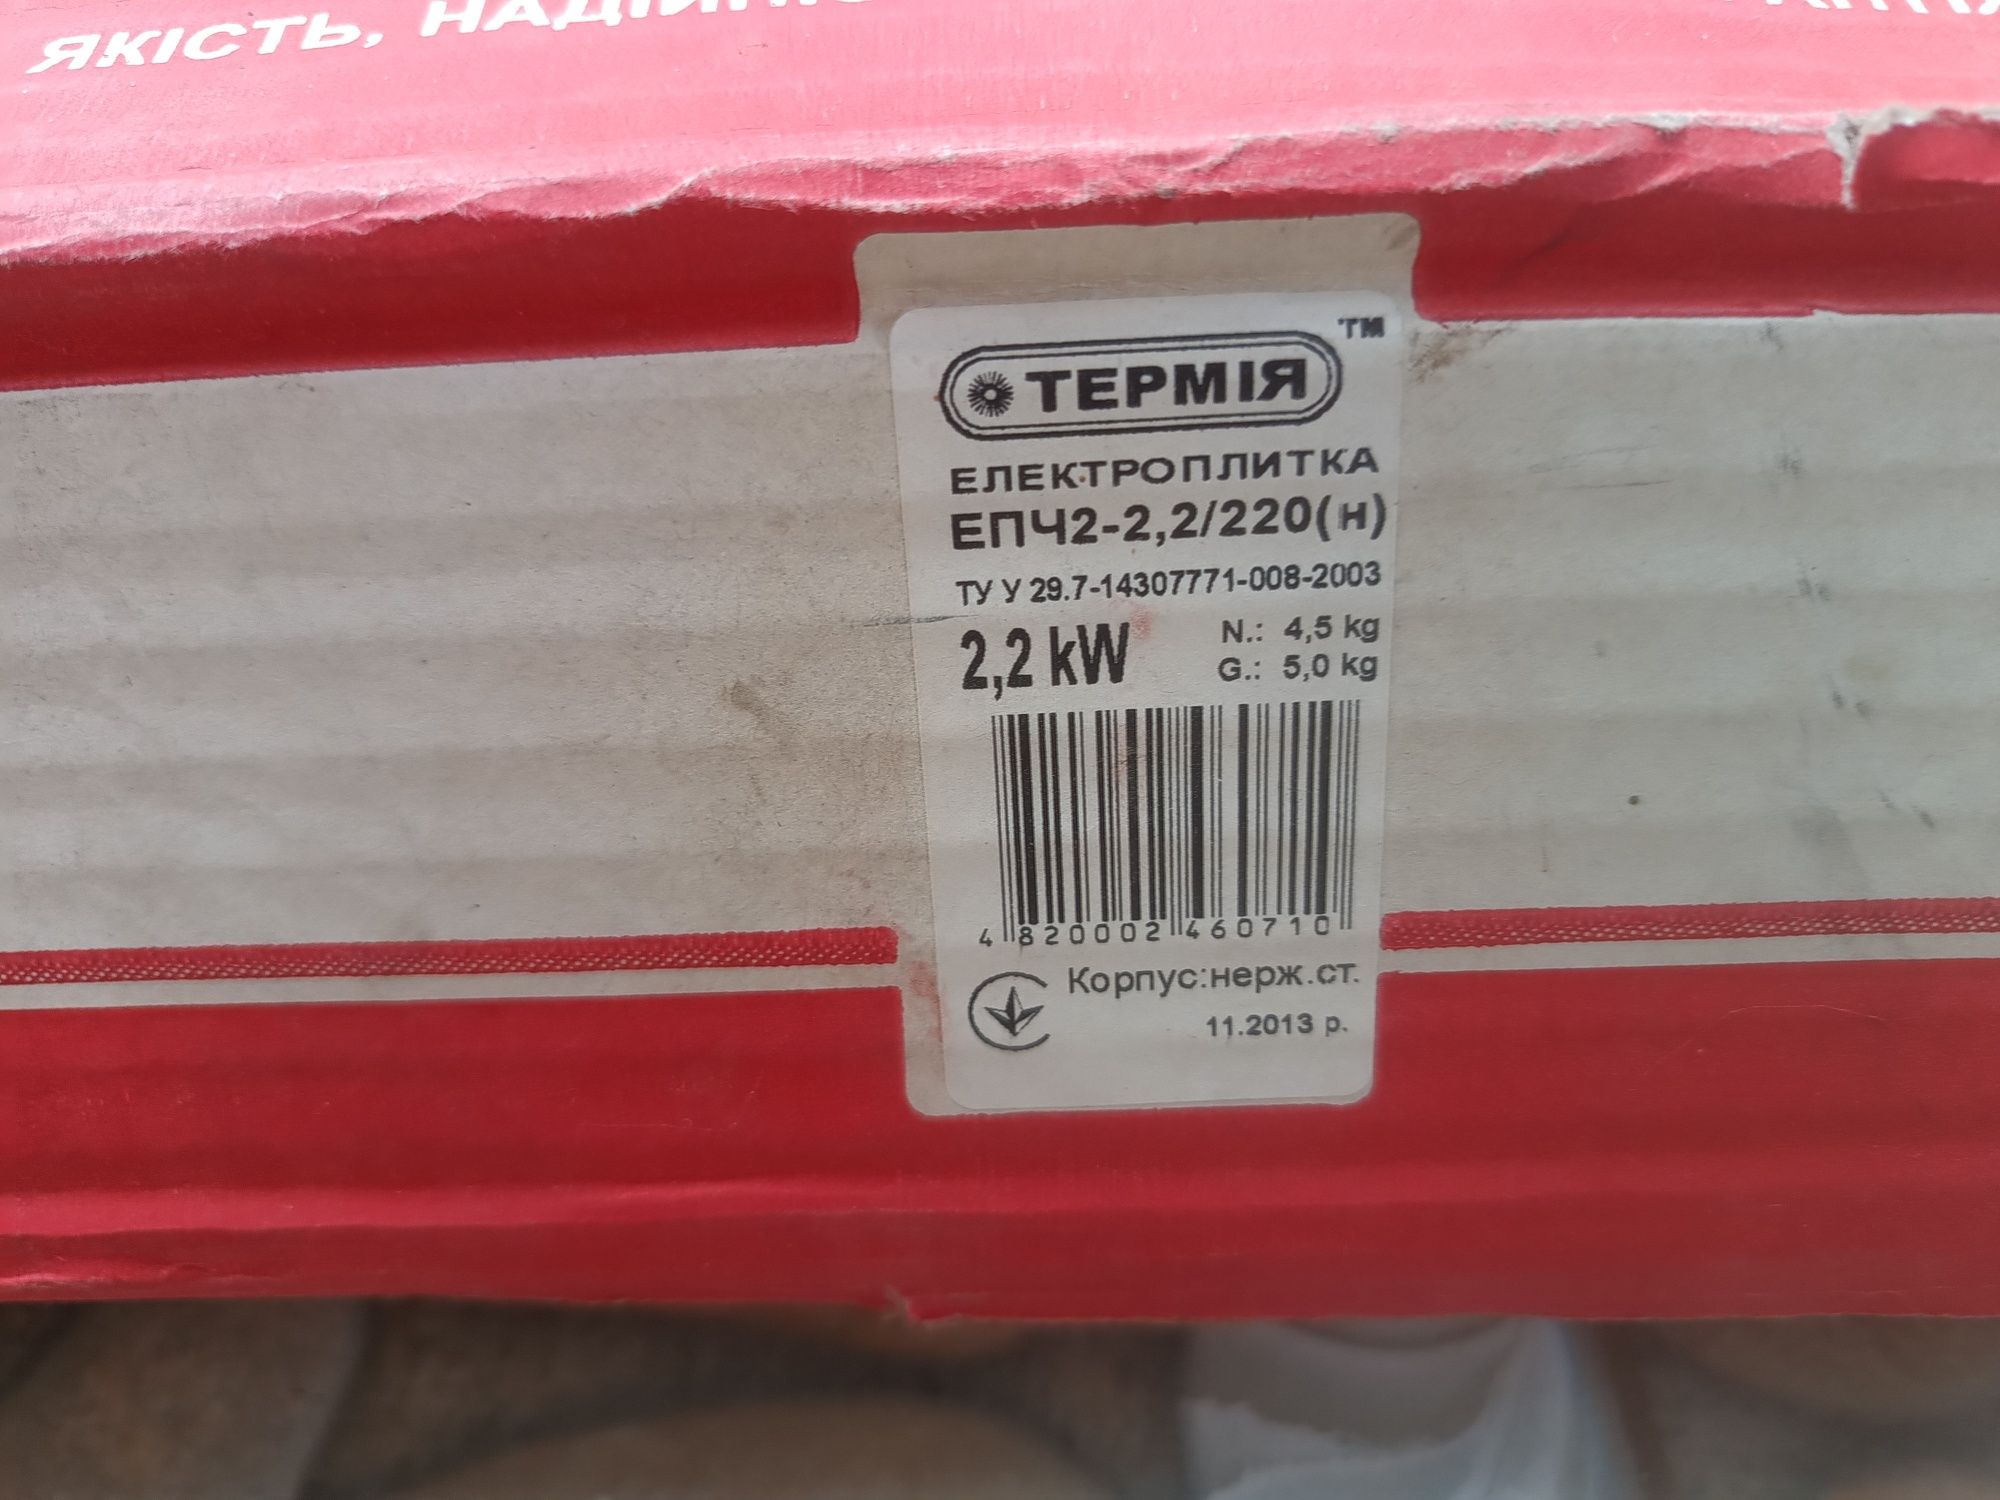 ЯКІСТЬ,
ТЕРМІЯ ТМ
ЕЛЕКТРОПЛИТКА
ЕПЧ2-2,2/220(н)
ТУ У 29.7-14307771-008-2003
2,2 kW
N.: 4,5 kg
G.: 5,0 kg
4 820002 460710
Корпус:нерж.ст.
11.2013 р.